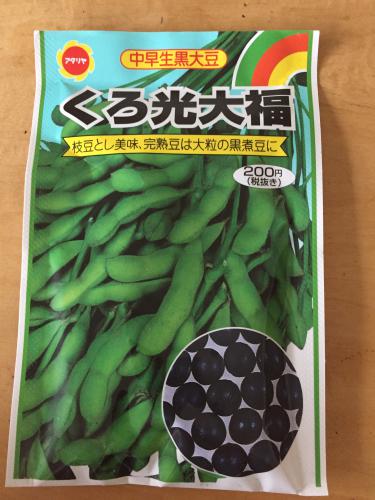 アタリヤ
中早生黒大豆
くろ光大福
枝豆とし美味、完熟豆は大粒の黒煮豆に
200円
(税抜き)